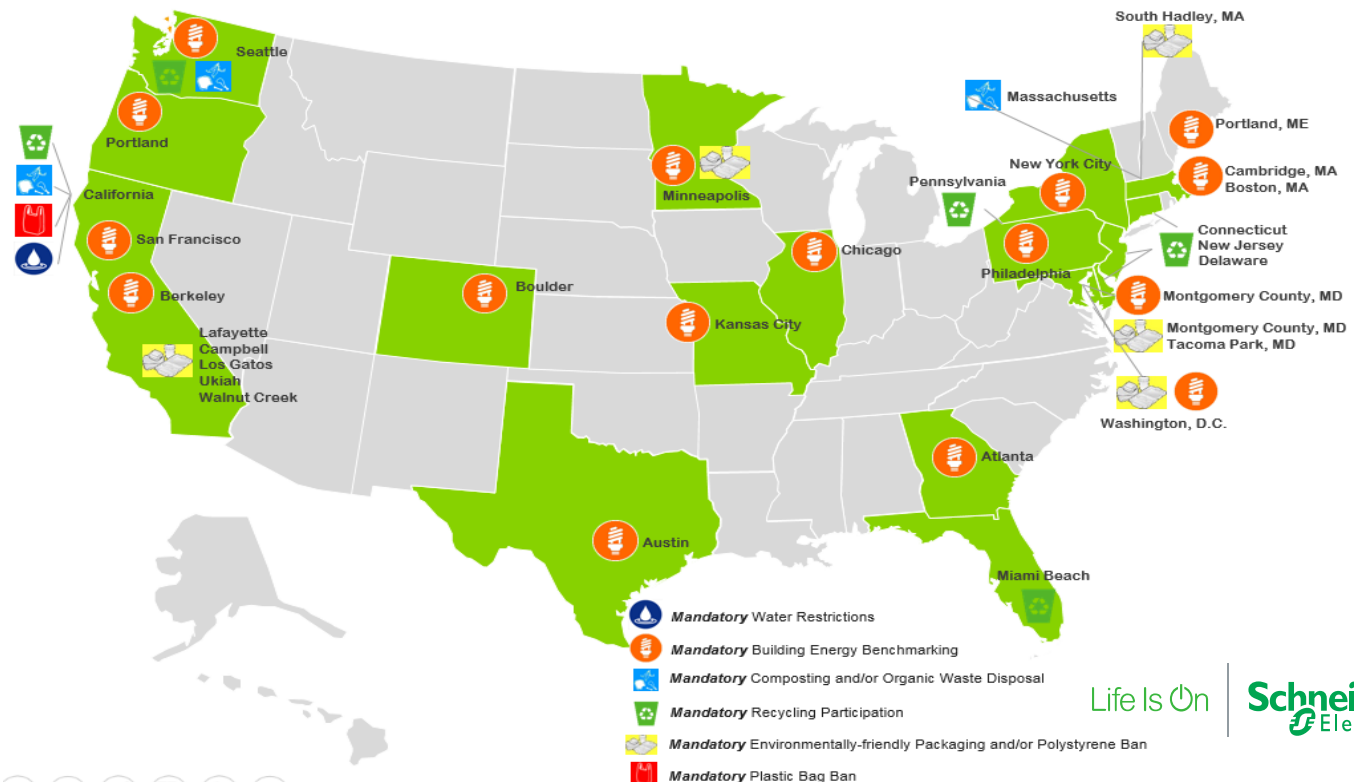 South Hadley, MA
Seattle
Massachusetts
Portland, ME
Portland
New York City
Cambridge, MA
Boston, MA
Pennsylvania
California
Minneapolis
San Francisco
Chicago
Connecticut
New Jersey
Delaware
Philadelphia
Boulder
Berkeley
Montgomery County, MD
Kansas City
Montgomery County, MD
Tacoma Park, MD
Lafayette
Campbell
Los Gatos
Ukiah
Walnut Creek
Washington, D.C.
Atlanta
Austin
Miami Beach
Mandatory Water Restrictions
Mandatory Building Energy Benchmarking
Mandatory Composting and/or Organic Waste Disposal
Mandatory Recycling Participation
Mandatory Environmentally-friendly Packaging and/or Polystyrene Ban
Mandatory Plastic Bag Ban
Life Is On
Schnei
Ele